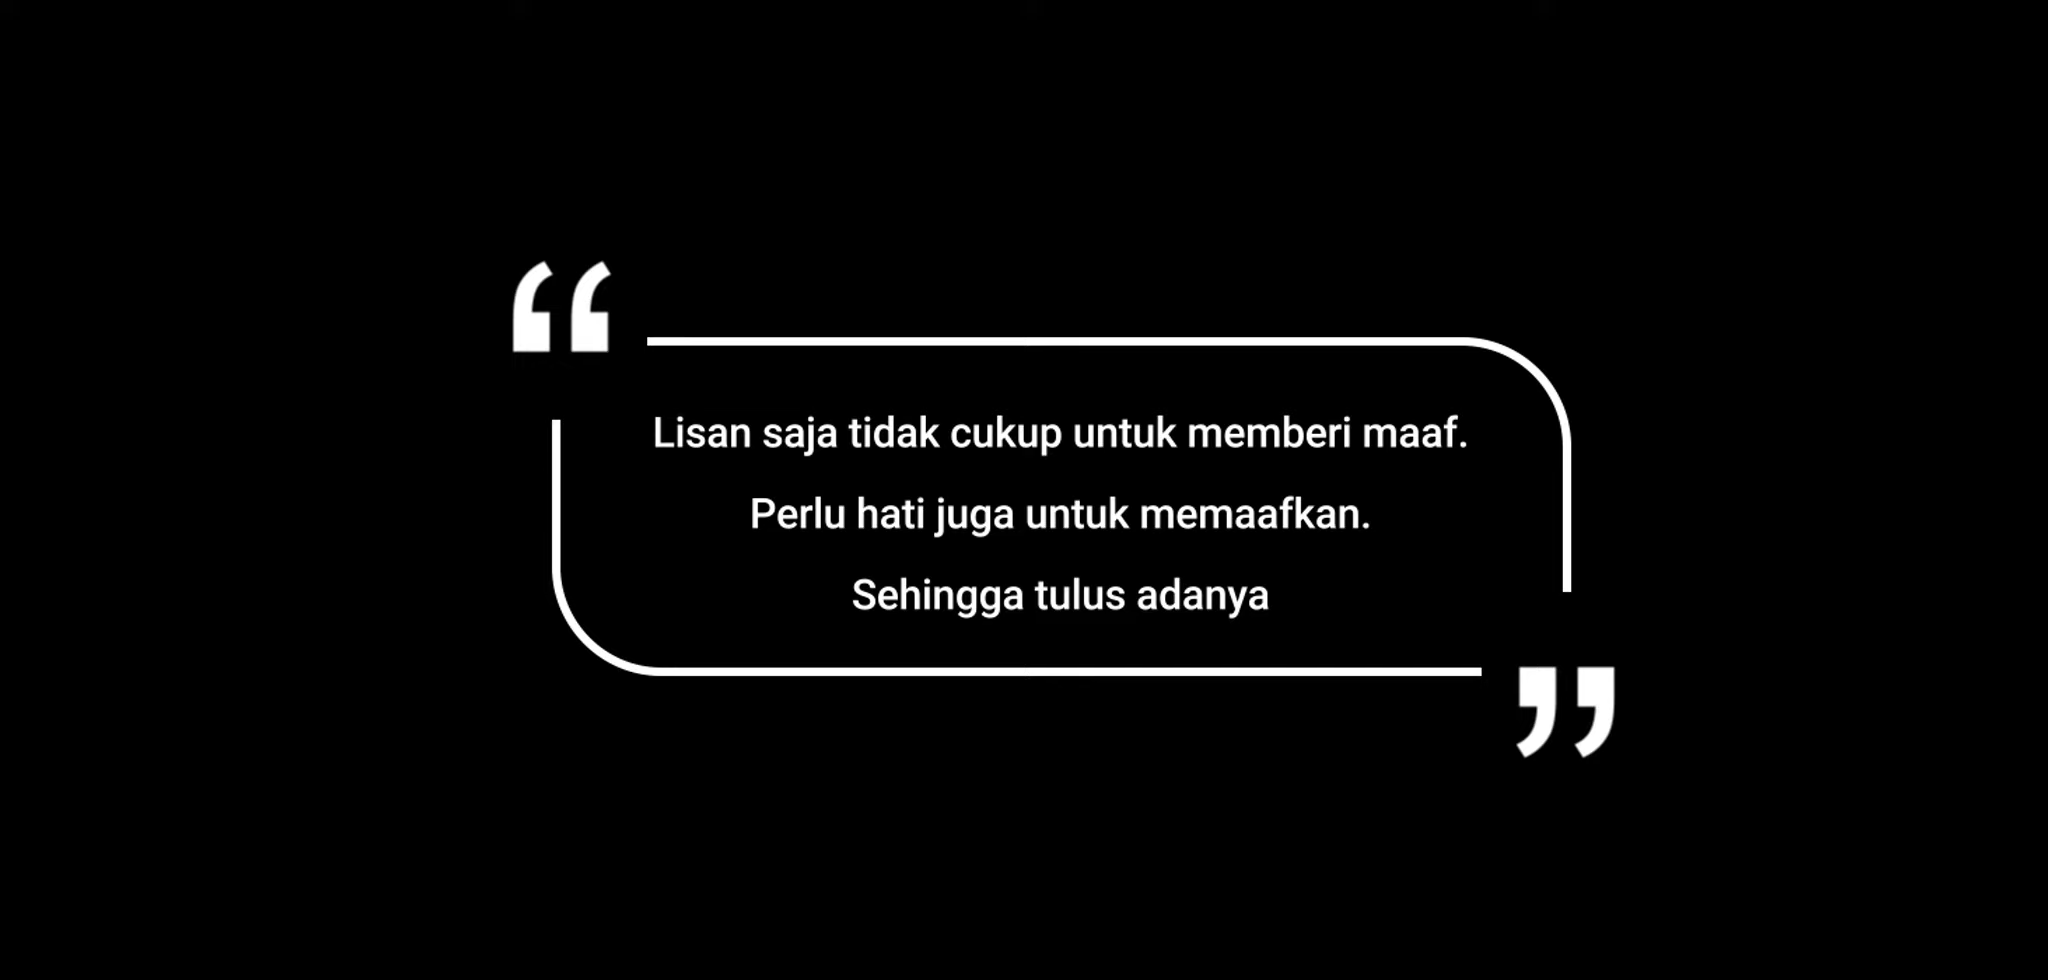 “
Lisan saja tidak cukup untuk memberi maaf.
Perlu hati juga untuk memaafkan.
Sehingga tulus adanya
”